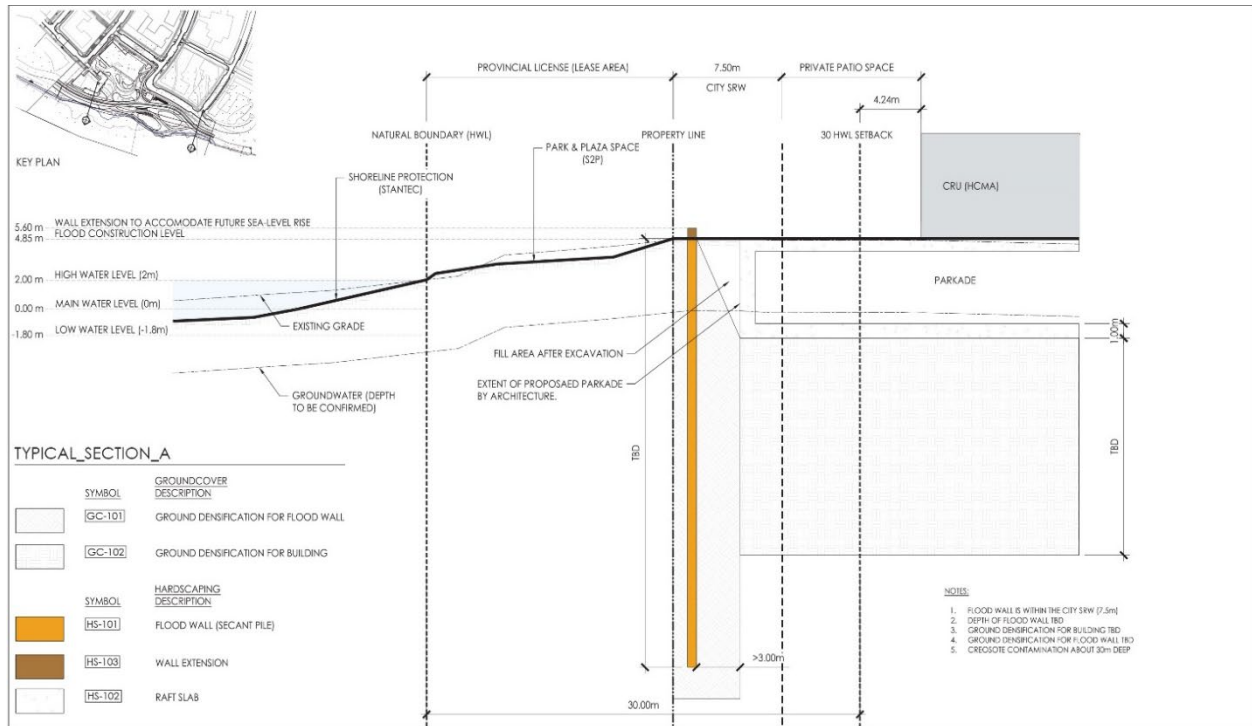 PROVINCIAL LICENSE (LEASE AREA)
7.50m
CITY SRW
PRIVATE PATIO SPACE
4.24m
NATURAL BOUNDARY (HWL)
PROPERTY LINE
30 HWL SETBACK
PARK & PLAZA SPACE
(S2P)
KEY PLAN
SHORELINE PROTECTION
(STANTEC)
CRU (HCMA)
5.60 m
WALL EXTENSION TO ACCOMODATE FUTURE SEA-LEVEL RISE
FLOOD CONSTRUCTION LEVEL
4.85 m
HIGH WATER LEVEL (2m)
2.00 m
PARKADE
MAIN WATER LEVEL (0m)
0.00 m
LOW WATER LEVEL (-1.8m)
-1.80 m
EXISTING GRADE
1.00m
FILL AREA AFTER EXCAVATION
EXTENT OF PROPOSAED PARKADE
BY ARCHITECTURE.
GROUNDWATER (DEPTH
TO BE CONFIRMED)
TBD
TBD
TYPICAL_SECTION_A
SYMBOL
GROUNDCOVER
DESCRIPTION
GC-101
GROUND DENSIFICATION FOR FLOOD WALL
GC-102
GROUND DENSIFICATION FOR BUILDING
SYMBOL
HARDSCAPING
DESCRIPTION
HS-101
FLOOD WALL (SECANT PILE)
HS-103
WALL EXTENSION
HS-102
RAFT SLAB
>3.00m
30.00m
NOTES:
1. FLOOD WALL IS WITHIN THE CITY SRW (7.5m)
2. DEPTH OF FLOOD WALL TBD
3. GROUND DENSIFICATION FOR BUILDING TBD
4. GROUND DENSIFICATION FOR FLOOD WALL TBD
5. CREOSOTE CONTAMINATION ABOUT 30m DEEP